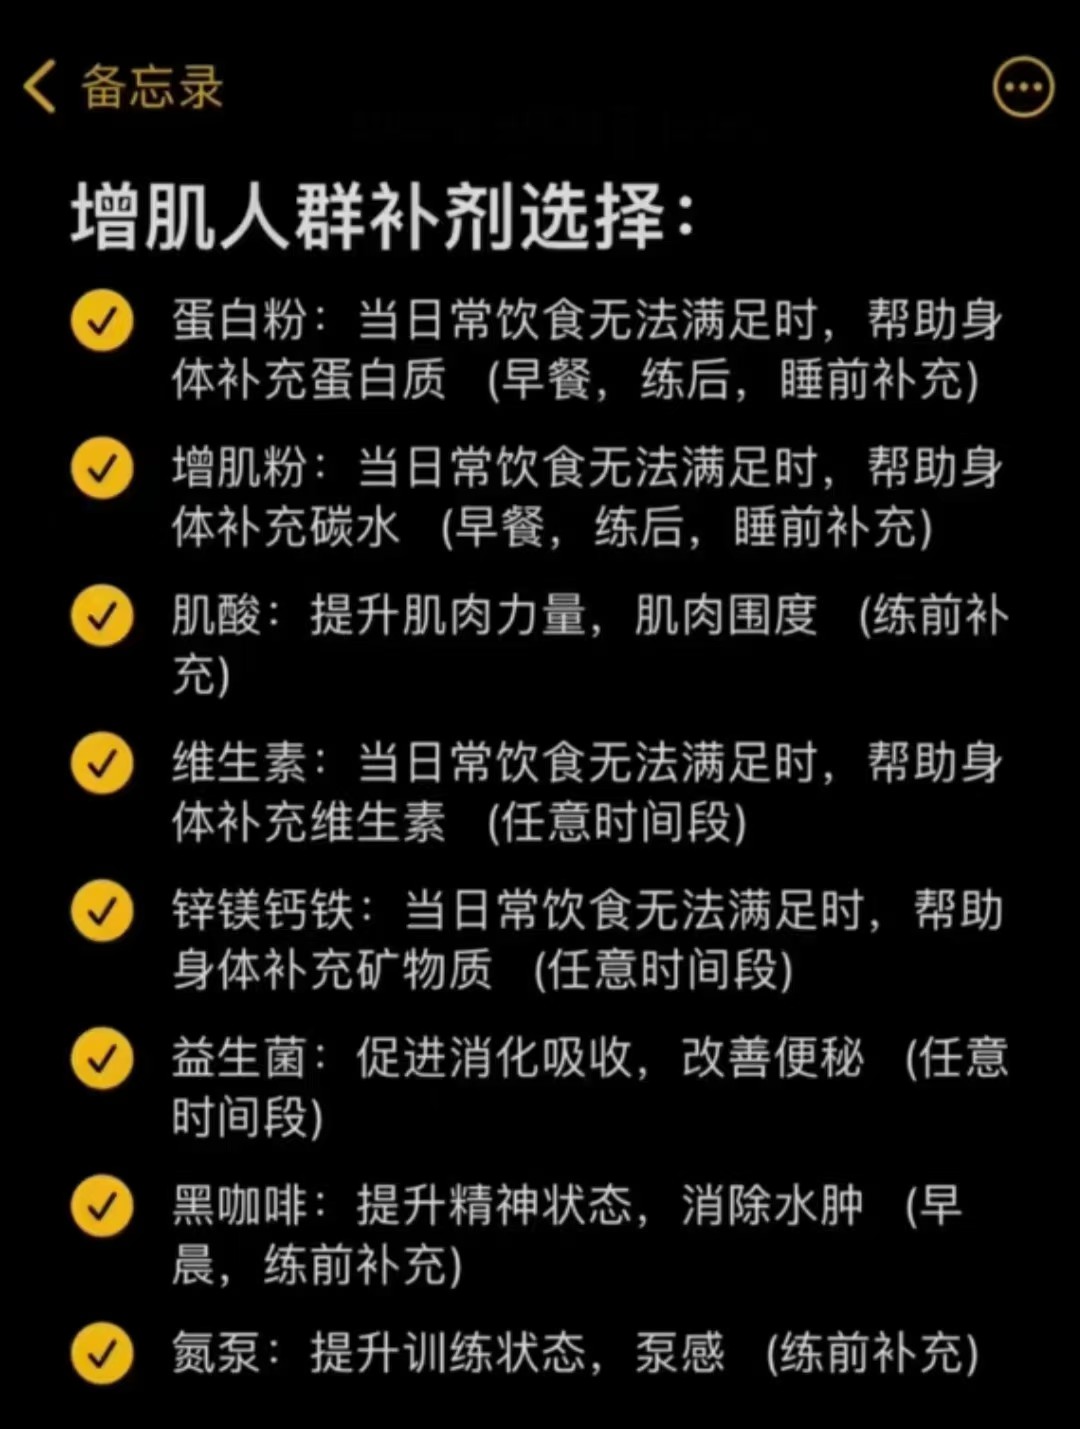 备忘录
增肌人群补剂选择：
蛋白粉：当日常饮食无法满足时，帮助身
体补充蛋白质 (早餐，练后，睡前补充)
增肌粉：当日常饮食无法满足时，帮助身
体补充碳水 (早餐，练后，睡前补充)
肌酸：提升肌肉力量，肌肉围度 (练前补
充)
维生素：当日常饮食无法满足时，帮助身
体补充维生素 (任意时间段)
锌镁钙铁：当日常饮食无法满足时，帮助
身体补充矿物质 (任意时间段)
益生菌：促进消化吸收，改善便秘 (任意
时间段)
黑咖啡：提升精神状态，消除水肿 (早
晨，练前补充)
氮泵：提升训练状态，泵感 (练前补充)